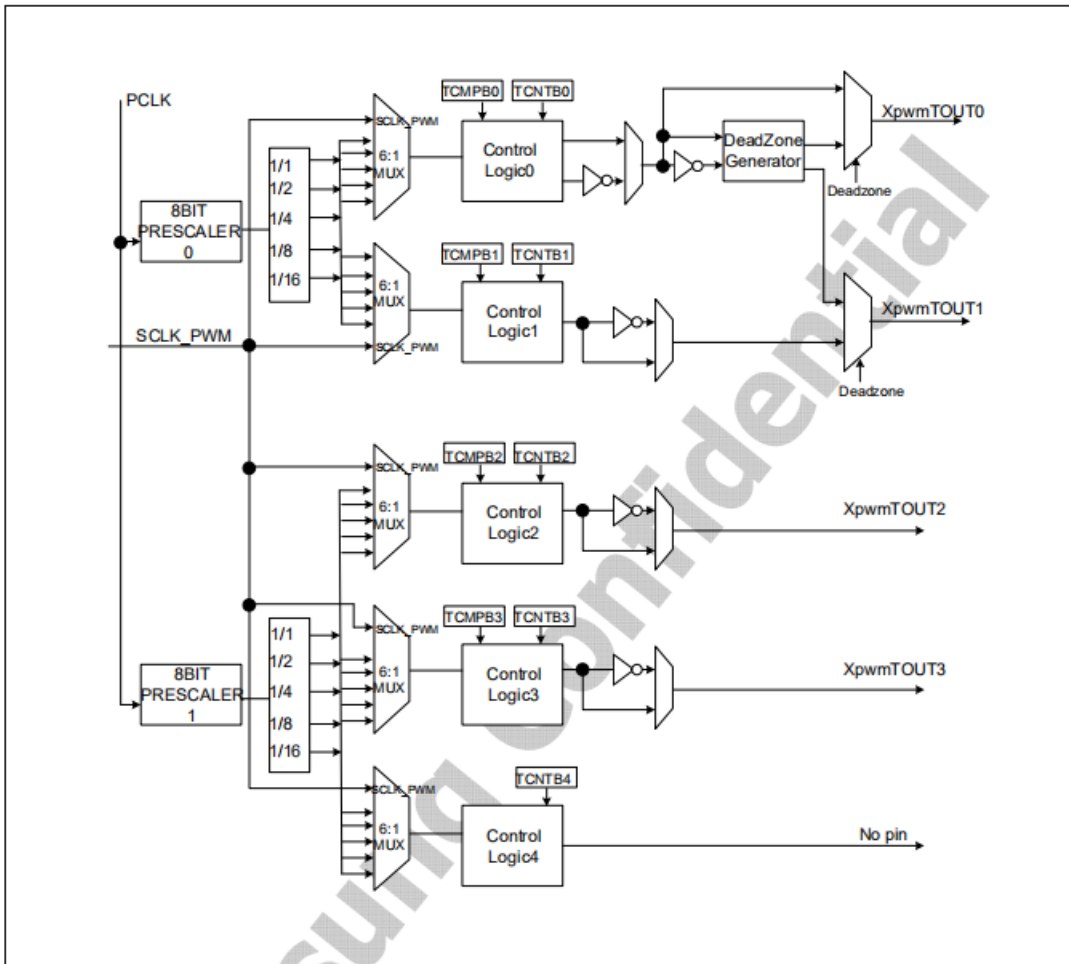 PCLK
SCLK_PWM
8BIT
PRESCALER
0
1/1
1/2
1/4
1/8
1/16
SCLK_PWM
6:1
MUX
TCMPB0
TCNTB0
Control
Logic0
DeadZone
Generator
XpwmTOUT0
Deadzone
6:1
MUX
SCLK_PWM
TCMPB1
TCNTB1
Control
Logic1
XpwmTOUT1
Deadzone
SCLK_PWM
6:1
MUX
TCMPB2
TCNTB2
Control
Logic2
XpwmTOUT2
8BIT
PRESCALER
1
1/1
1/2
1/4
1/8
1/16
SCLK_PWM
6:1
MUX
TCMPB3
TCNTB3
Control
Logic3
XpwmTOUT3
SCLK_PWM
6:1
MUX
TCNTB4
Control
Logic4
No pin
sung Confidential